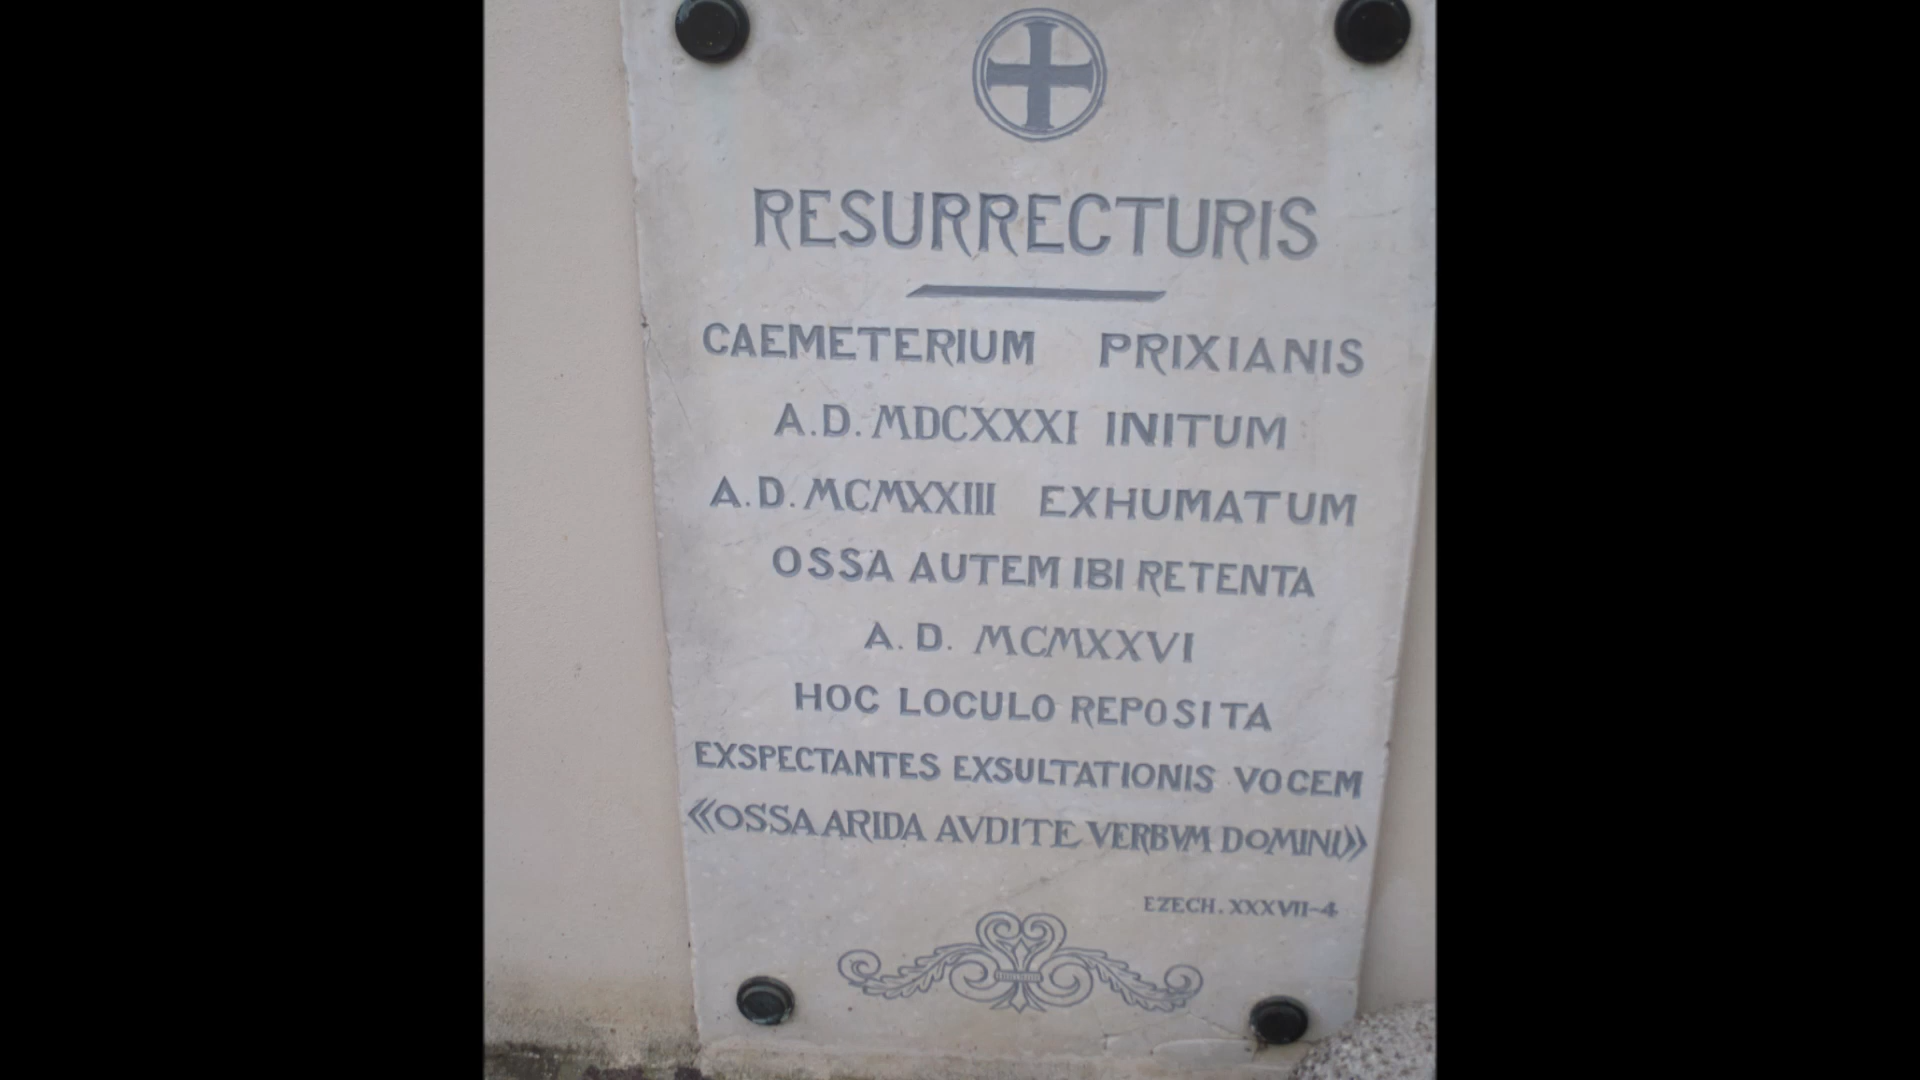 RESURRECTURIS
CAEMETERIUM PRIXIANIS
A.D. MDCXXXI INITUM
A.D. MCMXXIII EXHUMATUM
OSSA AUTEM IBI RETENTA
A.D. MCMXXVI
HOC LOCULO REPOSITA
EXSPECTANTES EXSULTATIONIS VOCEM
«OSSA ARIDA AVDITE VERBVM DOMINI»
EZECH. XXXVII-4